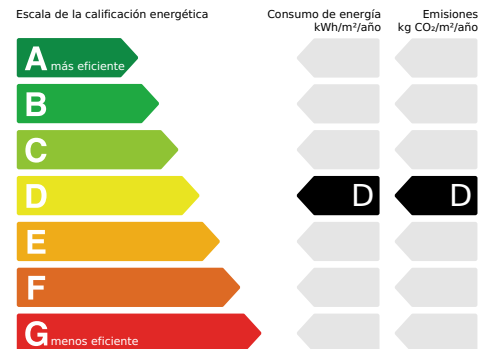 Escala de la calificación energética
Consumo de energía
kWh/m²/año
Emisiones
kg CO₂/m²/año
A más eficiente
B
C
D D D
E
F
G menos eficiente